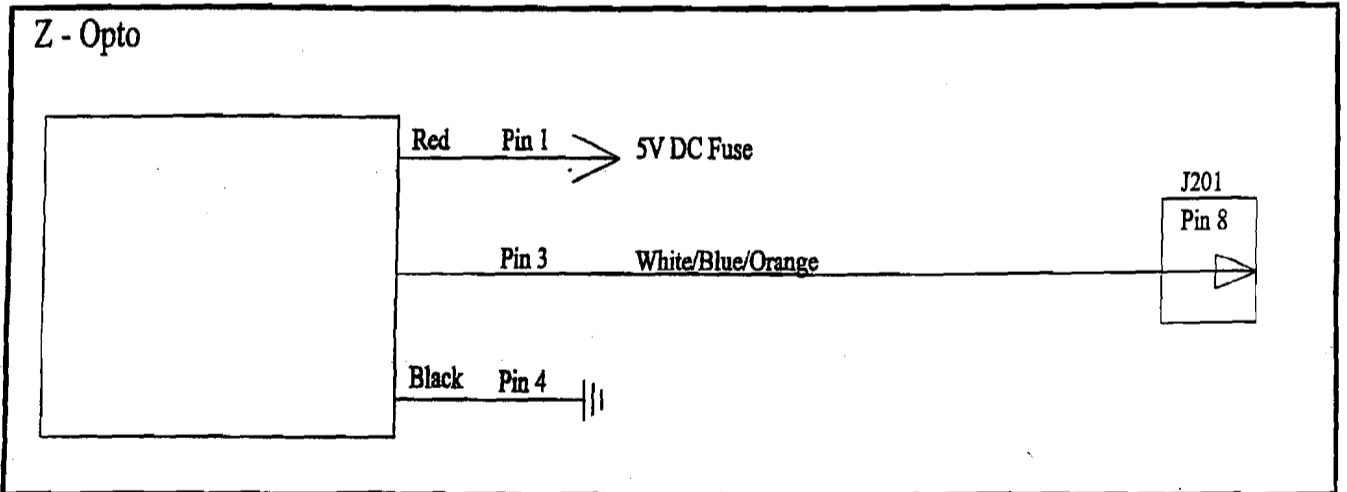 Z - Opto
Red Pin 1 5V DC Fuse
J201
Pin 8
Pin 3 White/Blue/Orange
Black Pin 4